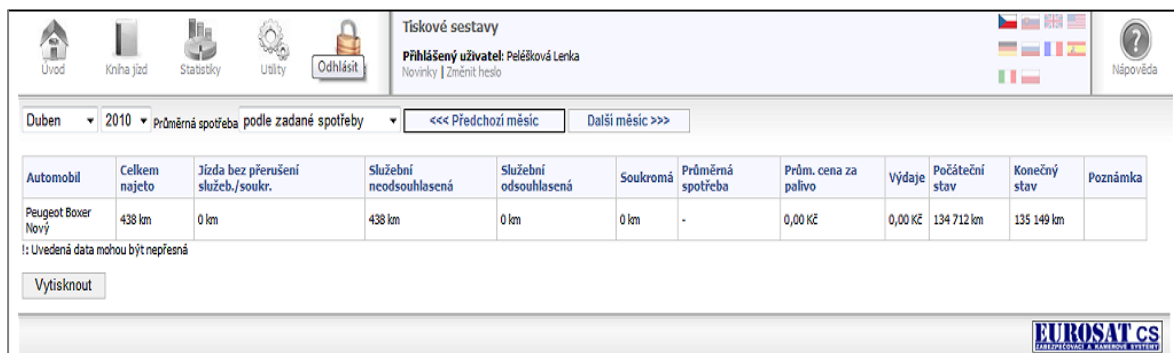 Tiskové sestavy
Přihlášený uživatel: Peléšková Lenka
Novinky | Změnit heslo
Úvod
Kniha jízd
Statistiky
Utility
Odhlásit
Nápověda
Duben 2010 Průměrná spotřeba podle zadané spotřeby <<< Předchozí měsíc Další měsíc >>>
Automobil Celkem najeto Jízda bez přerušení služeb./soukr. Služební neodsouhlasená Služební odsouhlasená Soukromá Průměrná spotřeba Prům. cena za palivo Výdaje Počáteční stav Konečný stav Poznámka
Peugeot Boxer Nový 438 km 0 km 438 km 0 km 0 km - 0,00 Kč 0,00 Kč 134 712 km 135 149 km
!: Uvedená data mohou být nepřesná
Vytisknout
EUROSAT CS
ZABEZPEČOVACÍ A KAMEROVÉ SYSTÉMY